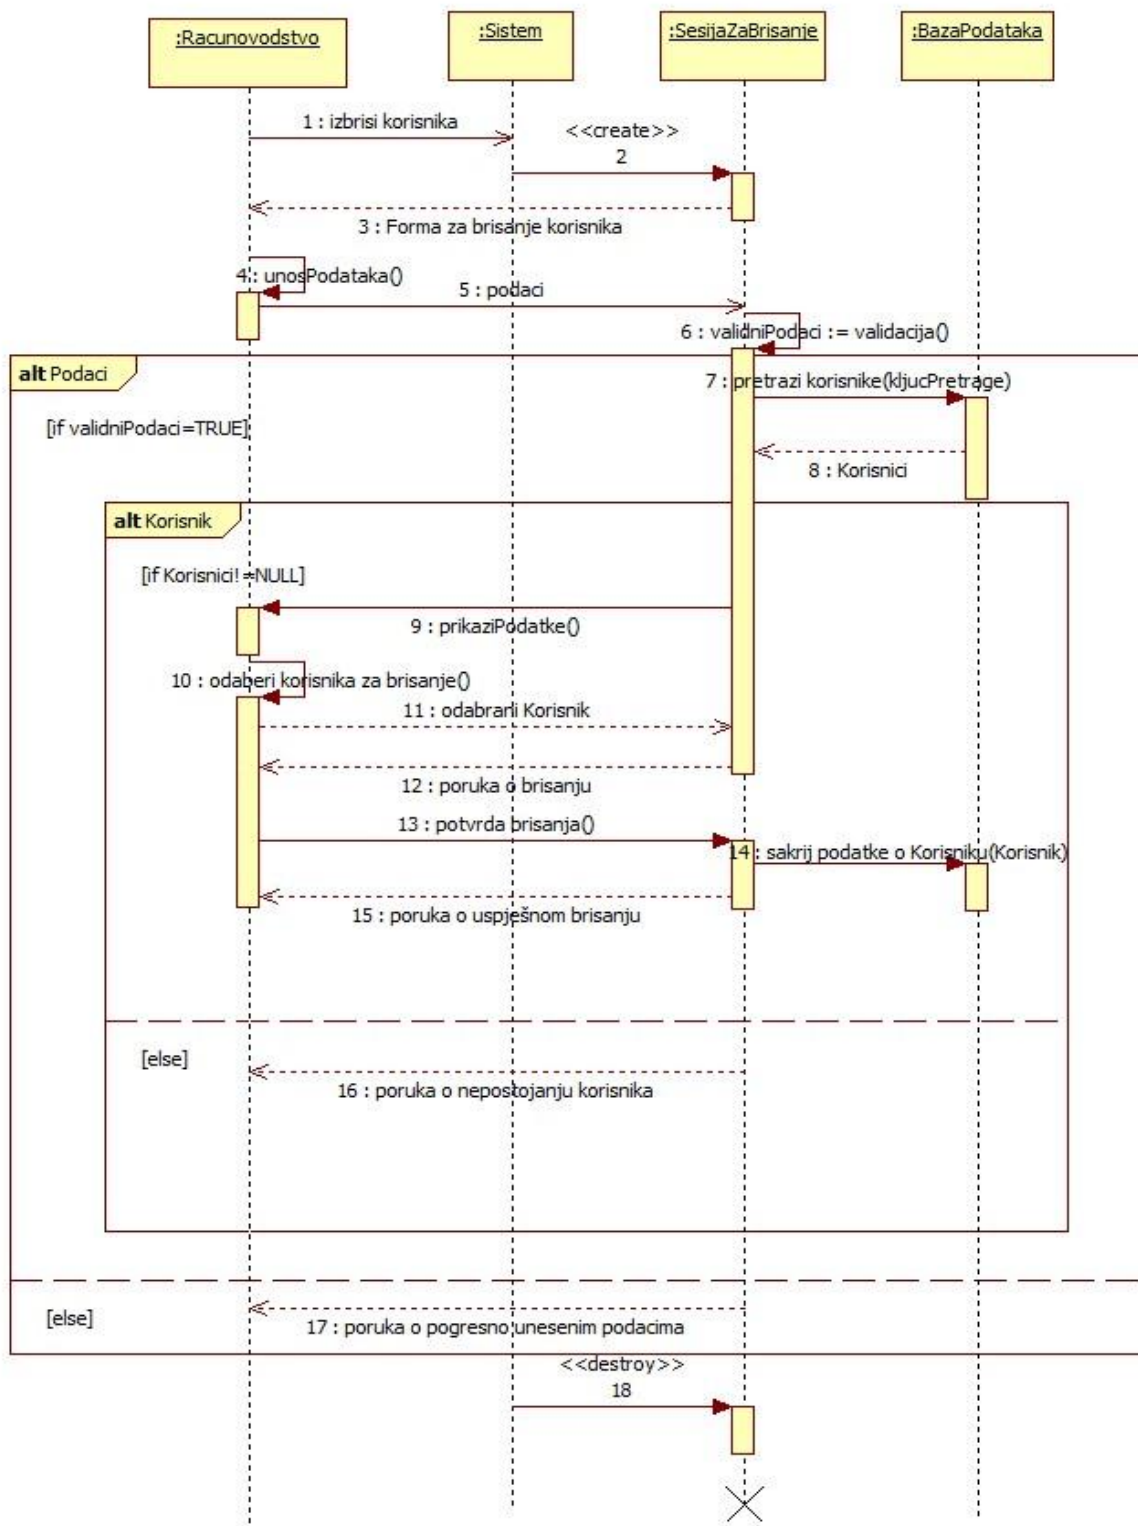 :Racunovodstvo
:Sistem
:SesijaZaBrisanje
:BazaPodataka
1 : izbrisi korisnika
<<create>>
2
3 : Forma za brisanje korisnika
4 : unosPodataka()
5 : podaci
6 : validniPodaci := validacija()
alt Podaci
7 : pretrazi korisnike(kljucPretrage)
[if validniPodaci=TRUE]
8 : Korisnici
alt Korisnik
[if Korisnici!=NULL]
9 : prikaziPodatke()
10 : odaberi korisnika za brisanje()
11 : odabrani Korisnik
12 : poruka o brisanju
13 : potvrda brisanja()
14 : sakrij podatke o Korisniku(Korisnik)
15 : poruka o uspješnom brisanju
[else]
16 : poruka o nepostojanju korisnika
[else]
17 : poruka o pogresno unesenim podacima
<<destroy>>
18